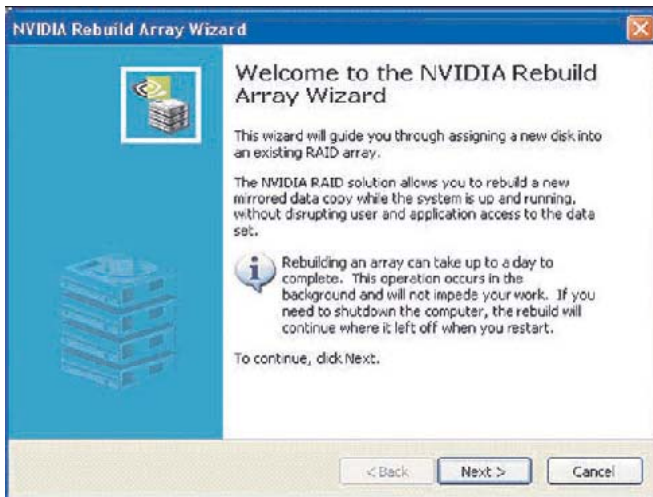 NVIDIA Rebuild Array Wizard
Welcome to the NVIDIA Rebuild
Array Wizard
This wizard will guide you through assigning a new disk into
an existing RAID array.
The NVIDIA RAID solution allows you to rebuild a new
mirrored data copy while the system is up and running,
without disrupting user and application access to the data
set.
Rebuilding an array can take up to a day to
complete. This operation occurs in the
background and will not impede your work. If you
need to shutdown the computer, the rebuild will
continue where it left off when you restart.
To continue, click Next.
< Back
Next >
Cancel